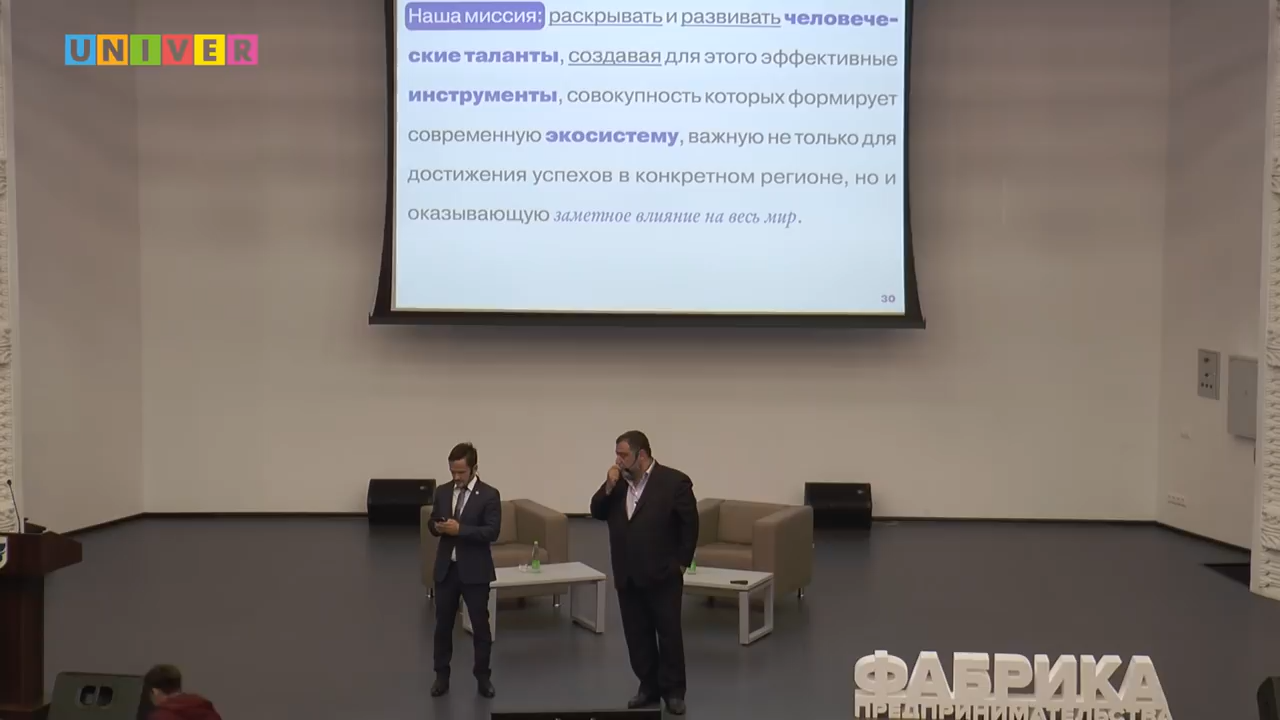 UNIVER
Наша миссия: раскрывать и развивать человече-
ские таланты, создавая для этого эффективные
инструменты, совокупность которых формирует
современную экосистему, важную не только для
достижения успехов в конкретном регионе, но и
оказывающую заметное влияние на весь мир.
30
ФАБРИКА
ПРЕДПРИНИМАТЕЛЬСТВА